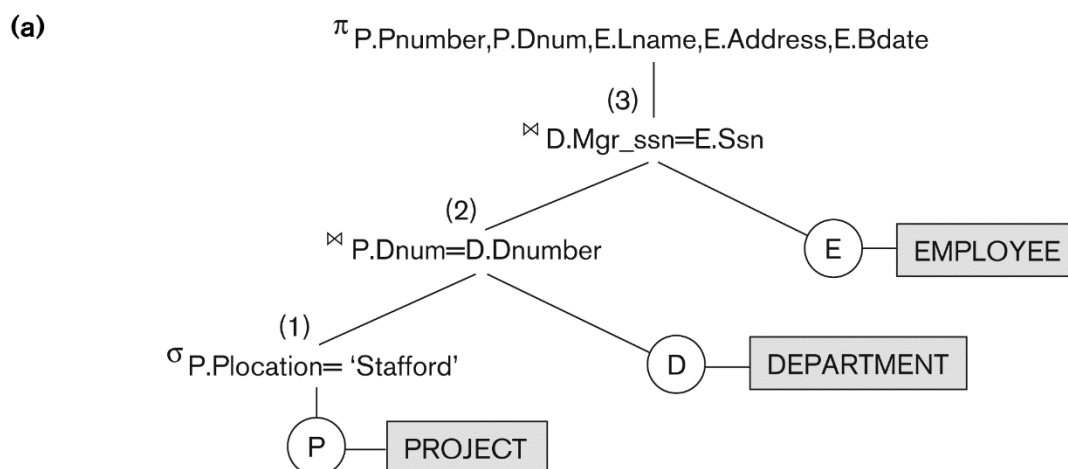 (a)
π P.Pnumber,P.Dnum,E.Lname,E.Address,E.Bdate
(3)
⋈ D.Mgr_ssn=E.Ssn
(2)
⋈ P.Dnum=D.Dnumber
E
EMPLOYEE
(1)
σ P.Plocation= ‘Stafford’
D
DEPARTMENT
P
PROJECT